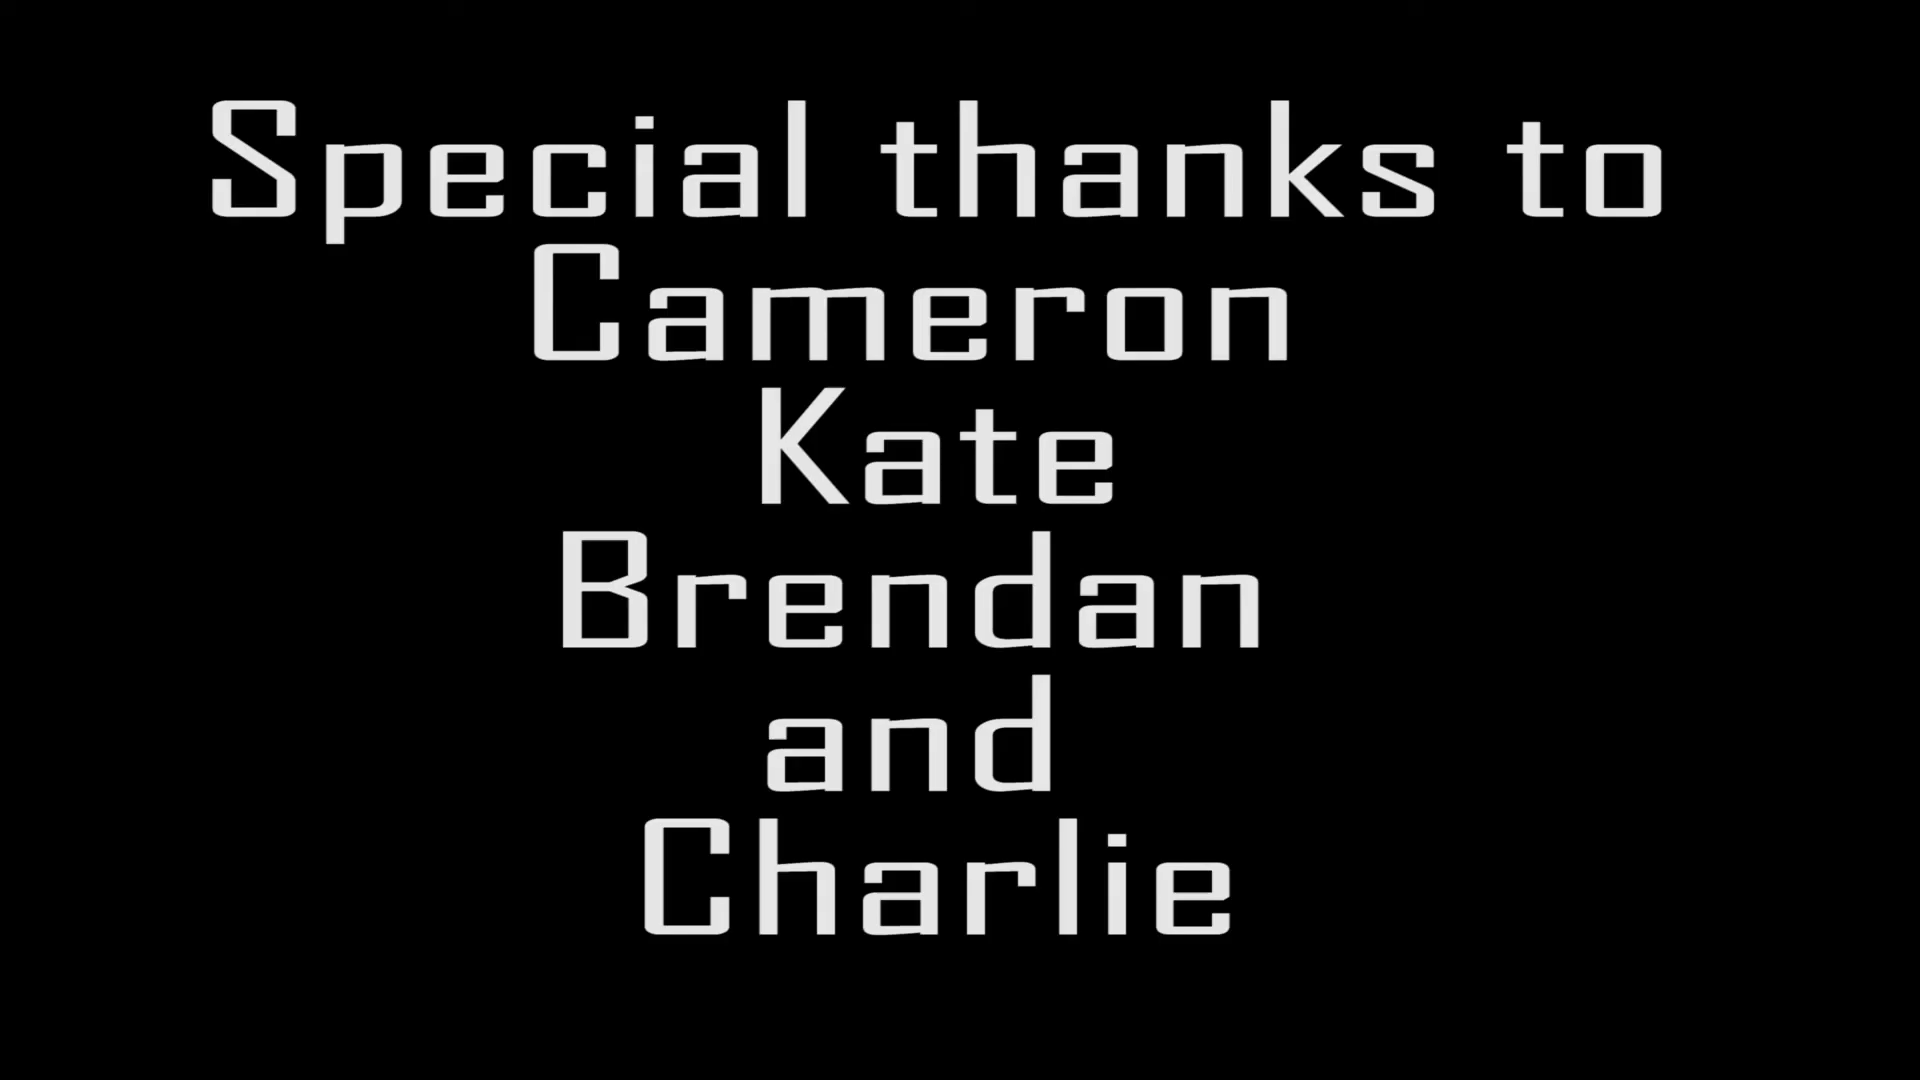 Special thanks to
Cameron
Kate
Brendan
and
Charlie